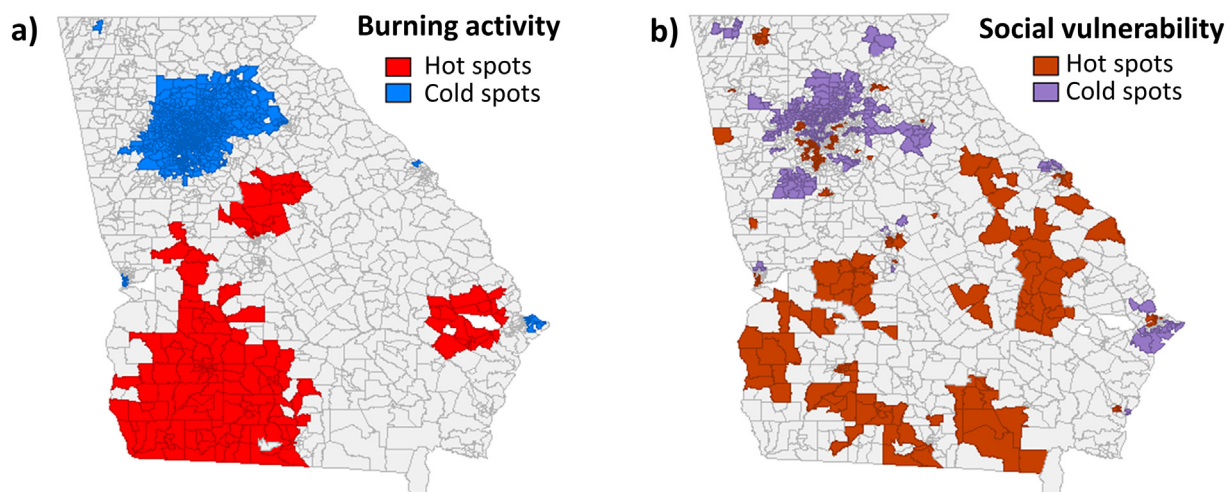 a)
Burning activity
Hot spots
Cold spots
b)
Social vulnerability
Hot spots
Cold spots